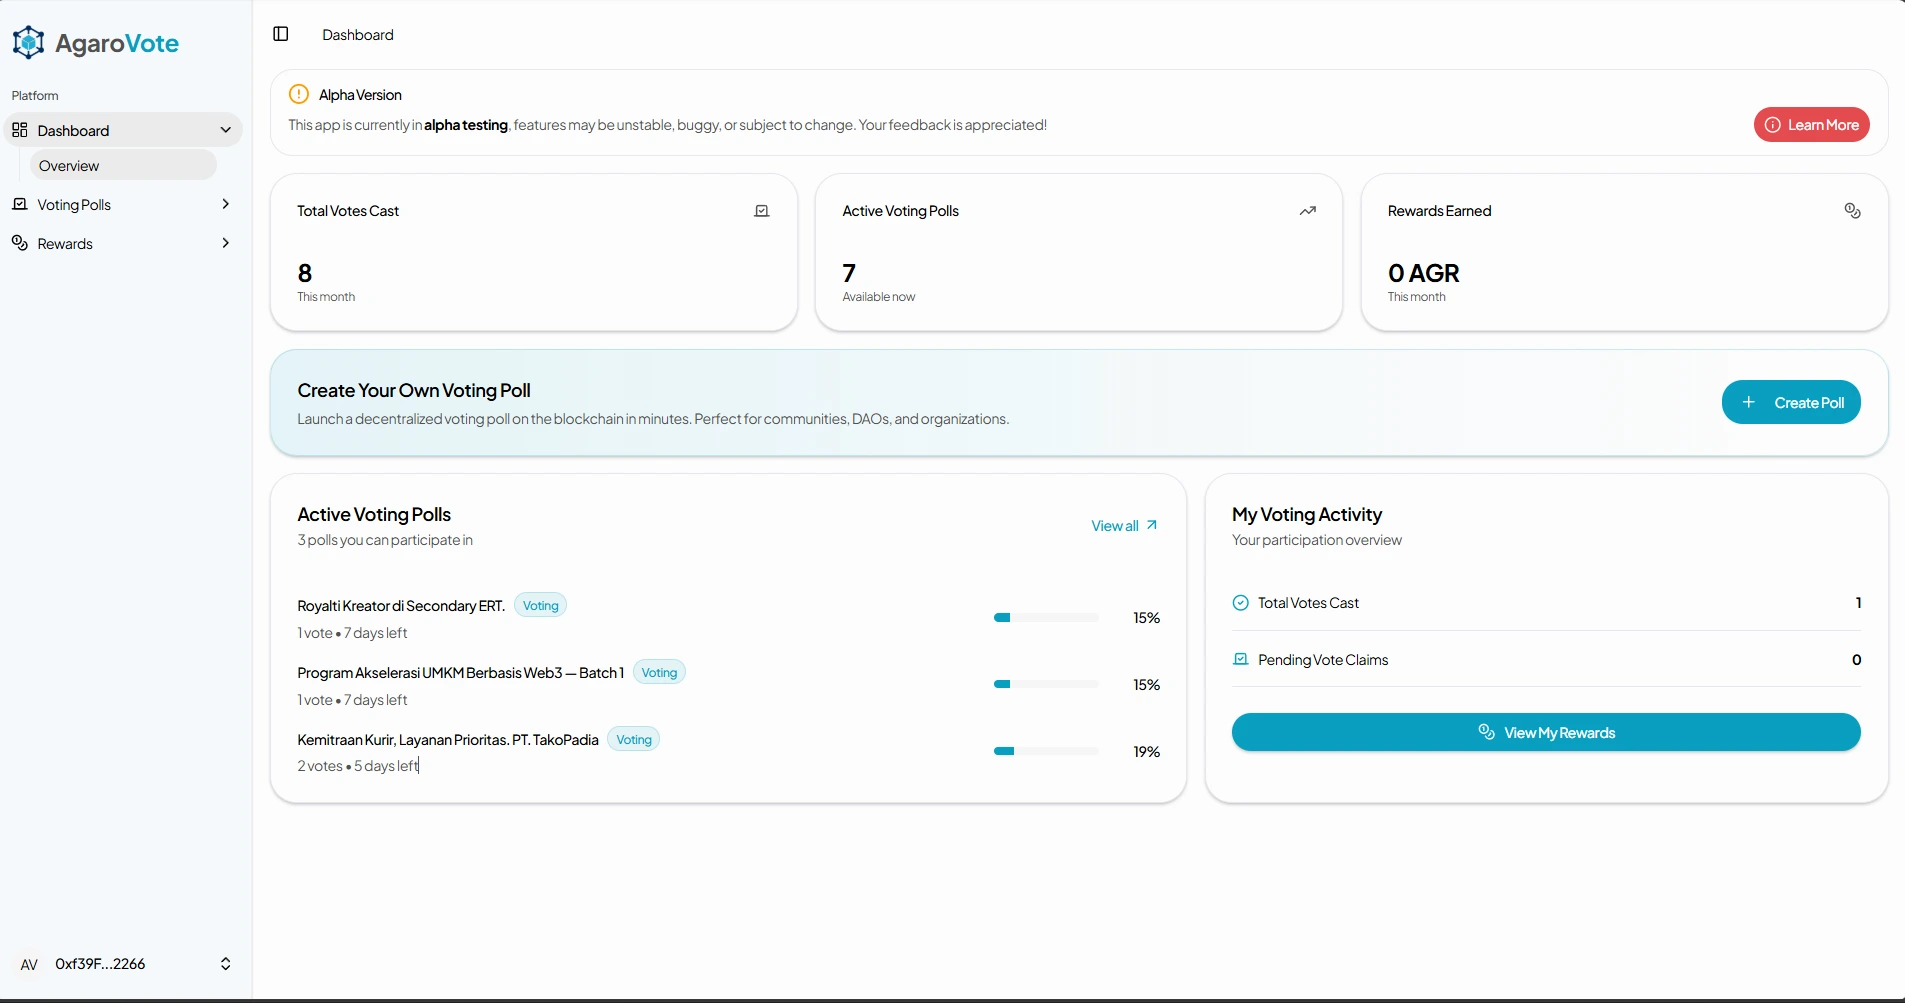 AgaroVote
Platform
Dashboard
Overview
Voting Polls
Rewards
AV 0xf39F...2266
Dashboard
Alpha Version
This app is currently in alpha testing, features may be unstable, buggy, or subject to change. Your feedback is appreciated!
Learn More
Total Votes Cast
8
This month
Active Voting Polls
7
Available now
Rewards Earned
0 AGR
This month
Create Your Own Voting Poll
Launch a decentralized voting poll on the blockchain in minutes. Perfect for communities, DAOs, and organizations.
Create Poll
Active Voting Polls
3 polls you can participate in
View all
Royalti Kreator di Secondary ERT. Voting
1 vote • 7 days left
15%
Program Akselerasi UMKM Berbasis Web3 — Batch 1 Voting
1 vote • 7 days left
15%
Kemitraan Kurir, Layanan Prioritas. PT. TakoPadia Voting
2 votes • 5 days left
19%
My Voting Activity
Your participation overview
Total Votes Cast 1
Pending Vote Claims 0
View My Rewards